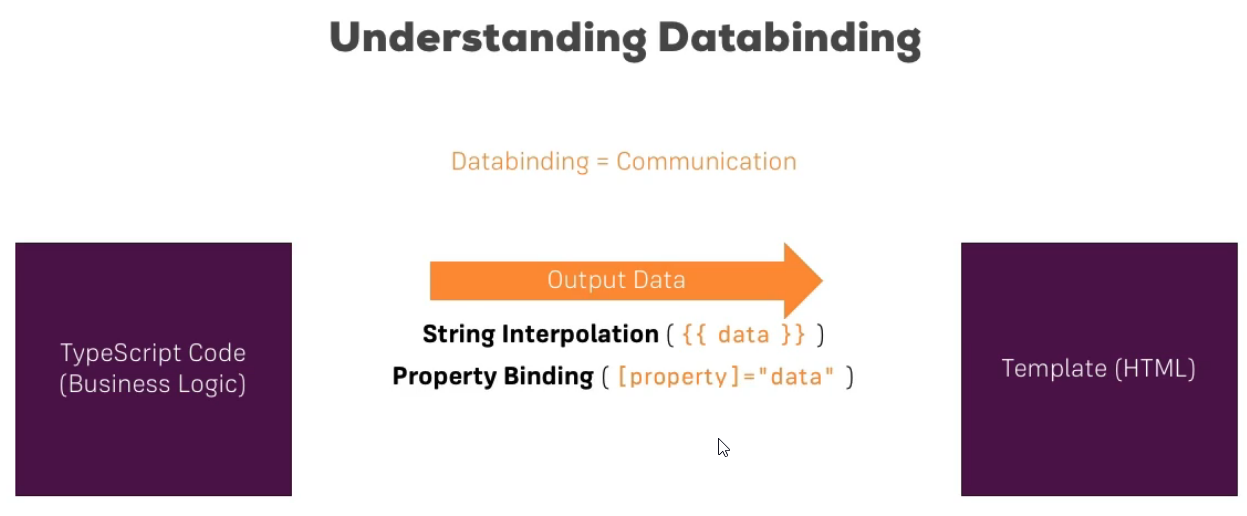 Understanding Databinding
Databinding = Communication
Output Data
String Interpolation ( {{ data }} )
Property Binding ( [property]="data" )
TypeScript Code
(Business Logic)
Template (HTML)